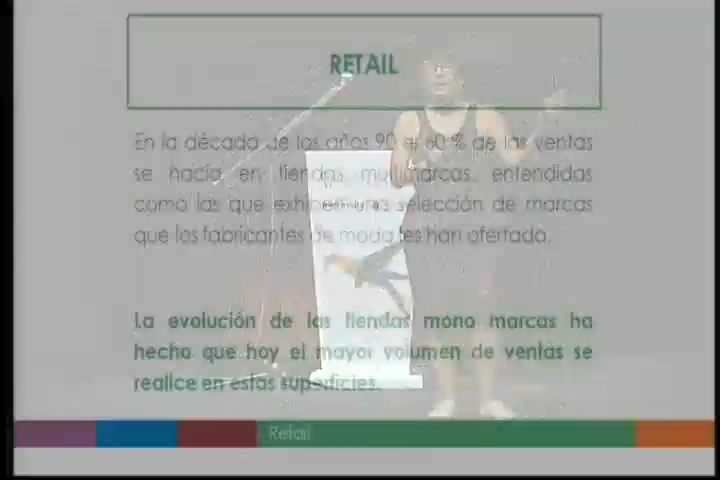 RETAIL
En la década de los años 90 el 60 % de las ventas
se hacía en tiendas multimarcas, entendidas
como las que exhiben una selección de marcas
que los fabricantes de moda les han ofertado.
La evolución de las tiendas mono marcas ha
hecho que hoy el mayor volumen de ventas se
realice en estas superficies.
Retail